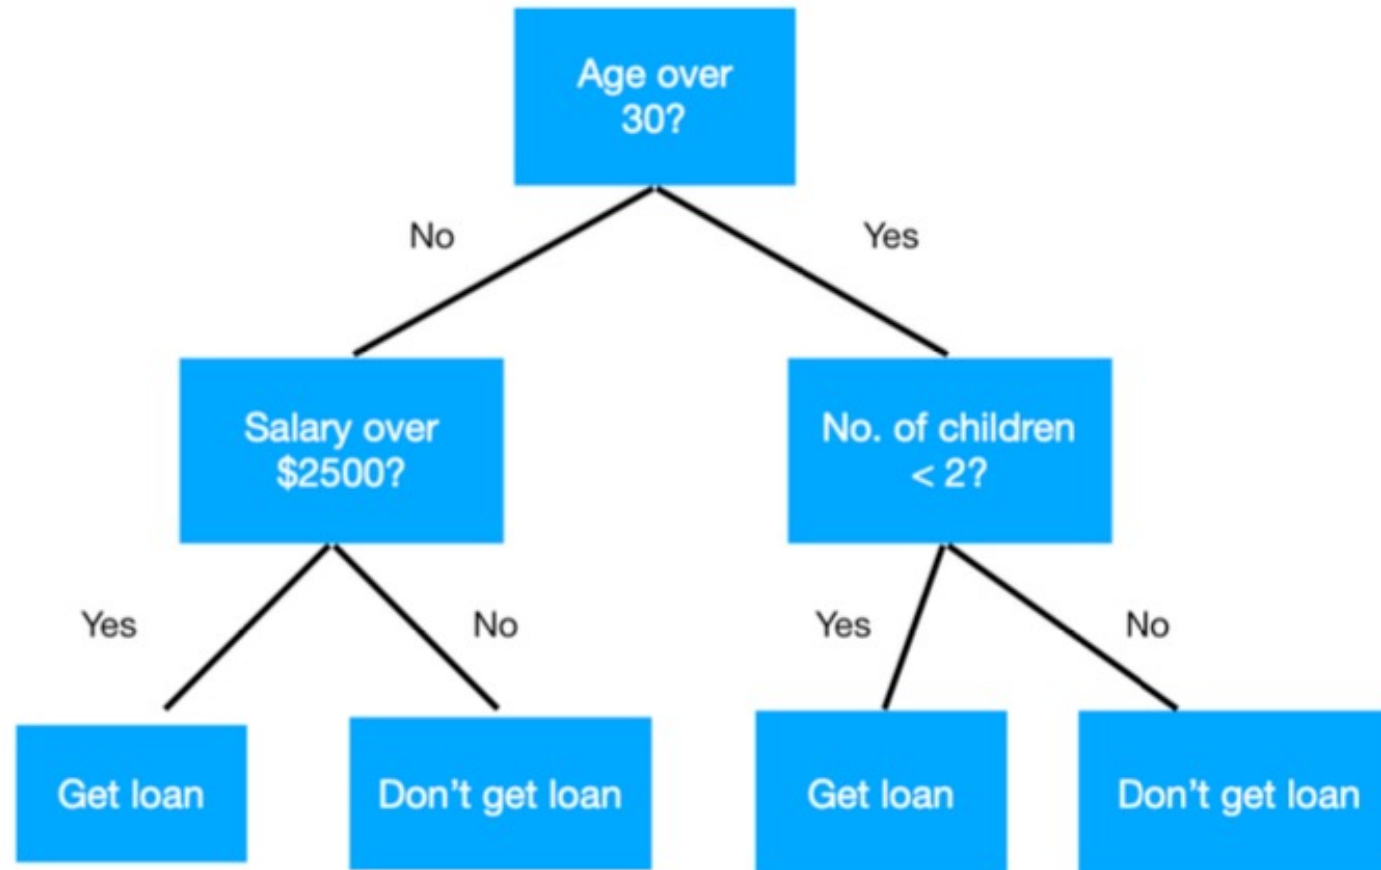 Age over
30?
No
Yes
Salary over
$2500?
No. of children
< 2?
Yes
No
Yes
No
Get loan
Don’t get loan
Get loan
Don’t get loan